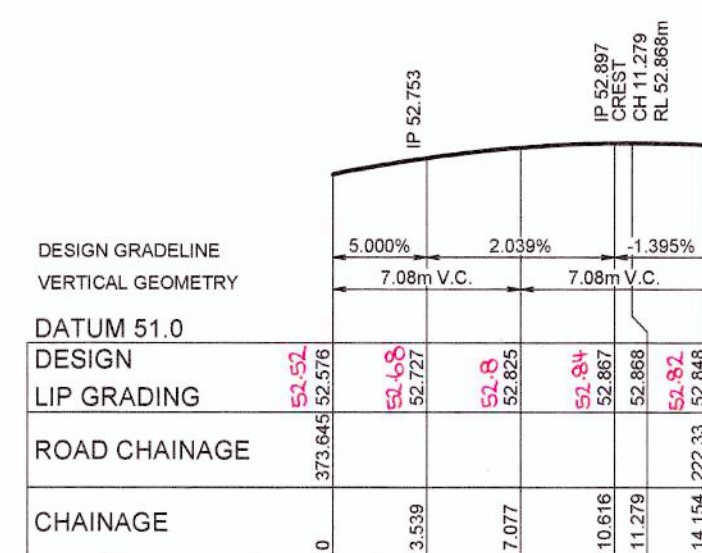 IP 52.753
IP 52.897
CREST
CH 11.279
RL 52.868m
DESIGN GRADELINE 5.000% 2.039% -1.395%
VERTICAL GEOMETRY 7.08m V.C. 7.08m V.C.
DATUM 51.0
DESIGN
LIP GRADING
52.52 52.576 52.68 52.727 52.8 52.825 52.84 52.867 52.868 52.82 52.848
ROAD CHAINAGE 373.645 222.33
CHAINAGE 0 3.539 7.077 10.616 11.279 14.154